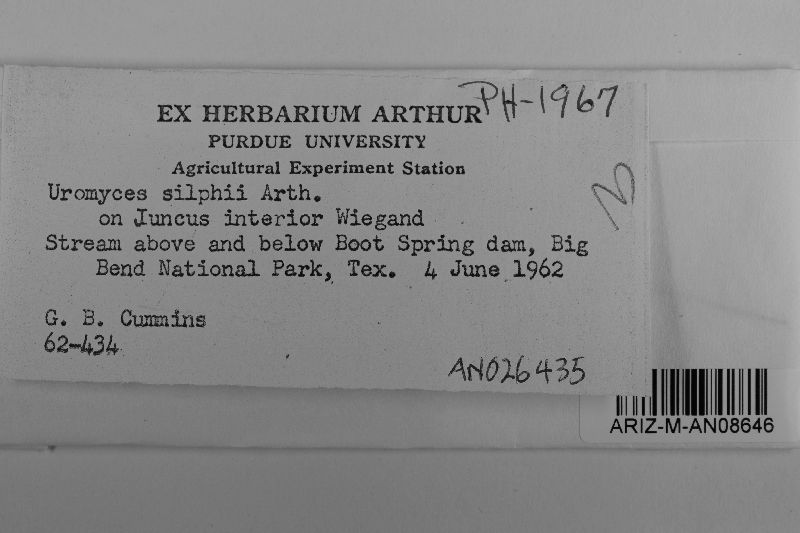 EX HERBARIUM ARTHUR PH-1967
PURDUE UNIVERSITY
Agricultural Experiment Station
Uromyces silphii Arth.
on Juncus interior Wiegand
Stream above and below Boot Spring dam, Big
Bend National Park, Tex. 4 June 1962
G. B. Cummins
62-434
AN026435
ARIZ-M-AN08646